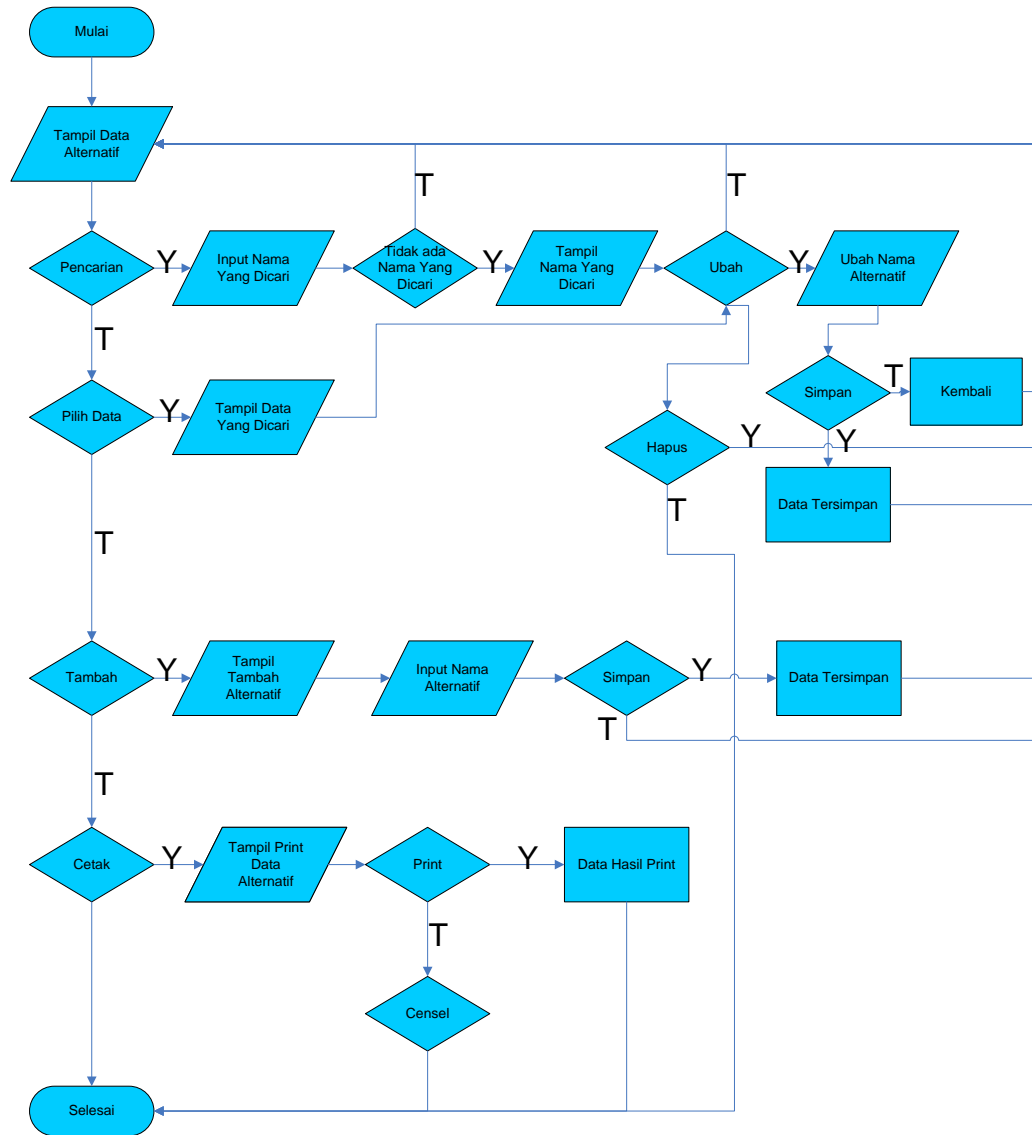 Mulai
Tampil Data
Alternatif
T
T
Pencarian
Y
Input Nama
Yang Dicari
Tidak ada
Nama Yang
Dicari
Y
Tampil
Nama Yang
Dicari
Ubah
Y
Ubah Nama
Alternatif
T
Pilih Data
Y
Tampil Data
Yang Dicari
Simpan
T
Kembali
Hapus
Y
Y
Data Tersimpan
T
T
Tambah
Y
Tampil
Tambah
Alternatif
Input Nama
Alternatif
Simpan
Y
Data Tersimpan
T
T
Cetak
Y
Tampil Print
Data
Alternatif
Print
Y
Data Hasil Print
T
Censel
Selesai